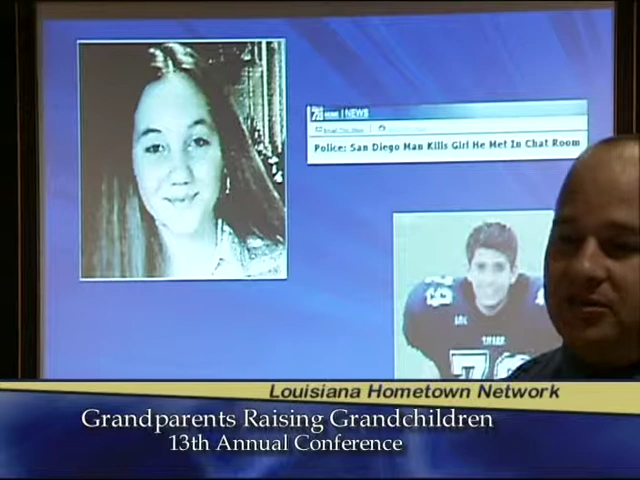 NEWS
Police: San Diego Man Kills Girl He Met In Chat Room
Louisiana Hometown Network
Grandparents Raising Grandchildren
13th Annual Conference